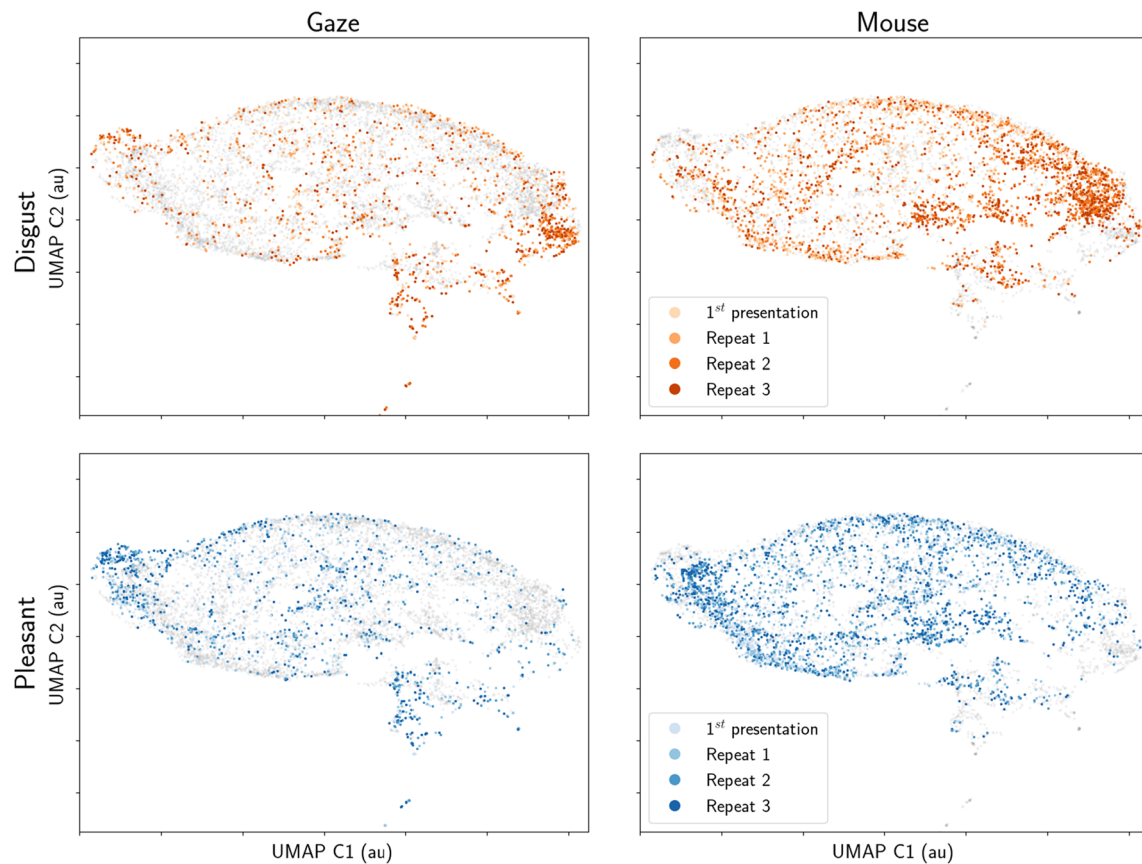 Gaze
Mouse
Disgust
UMAP C2 (au)
1st presentation
Repeat 1
Repeat 2
Repeat 3
Pleasant
UMAP C2 (au)
1st presentation
Repeat 1
Repeat 2
Repeat 3
UMAP C1 (au)
UMAP C1 (au)